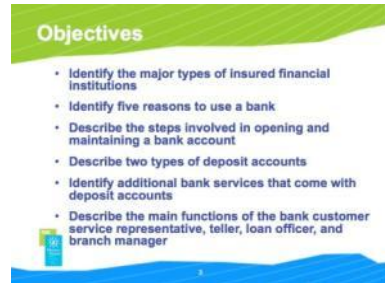 Objectives
• Identify the major types of insured financial
institutions
• Identify five reasons to use a bank
• Describe the steps involved in opening and
maintaining a bank account
• Describe two types of deposit accounts
• Identify additional bank services that come with
deposit accounts
• Describe the main functions of the bank customer
service representative, teller, loan officer, and
branch manager